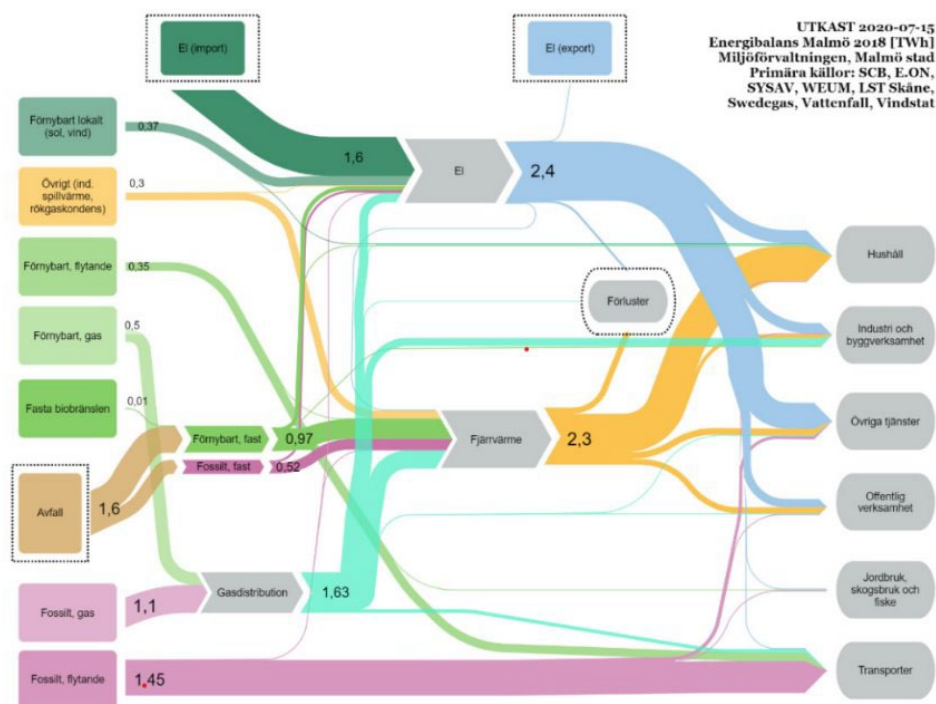 UTKAST 2020-07-15
Energibalans Malmö 2018 [TWh]
Miljöförvaltningen, Malmö stad
Primära källor: SCB, E.ON,
SYSAV, WEUM, LST Skåne,
Swedegas, Vattenfall, Vindstat
El (import)
El (export)
Förnybart lokalt
(sol, vind)
0,37
1,6
El
2,4
Övrigt (ind.
spillvärme,
rökgaskondens)
0,3
Förnybart, flytande
0,35
Hushåll
Förluster
Förnybart, gas
0,5
Industri och
byggverksamhet
Fasta biobränslen
0,01
Förnybart, fast
0,97
Fjärrvärme
2,3
Övriga tjänster
Fossilt, fast
0,52
Avfall
1,6
Offentlig
verksamhet
Gasdistribution
1,63
Jordbruk,
skogsbruk och
fiske
Fossilt, gas
1,1
Fossilt, flytande
1,45
Transporter